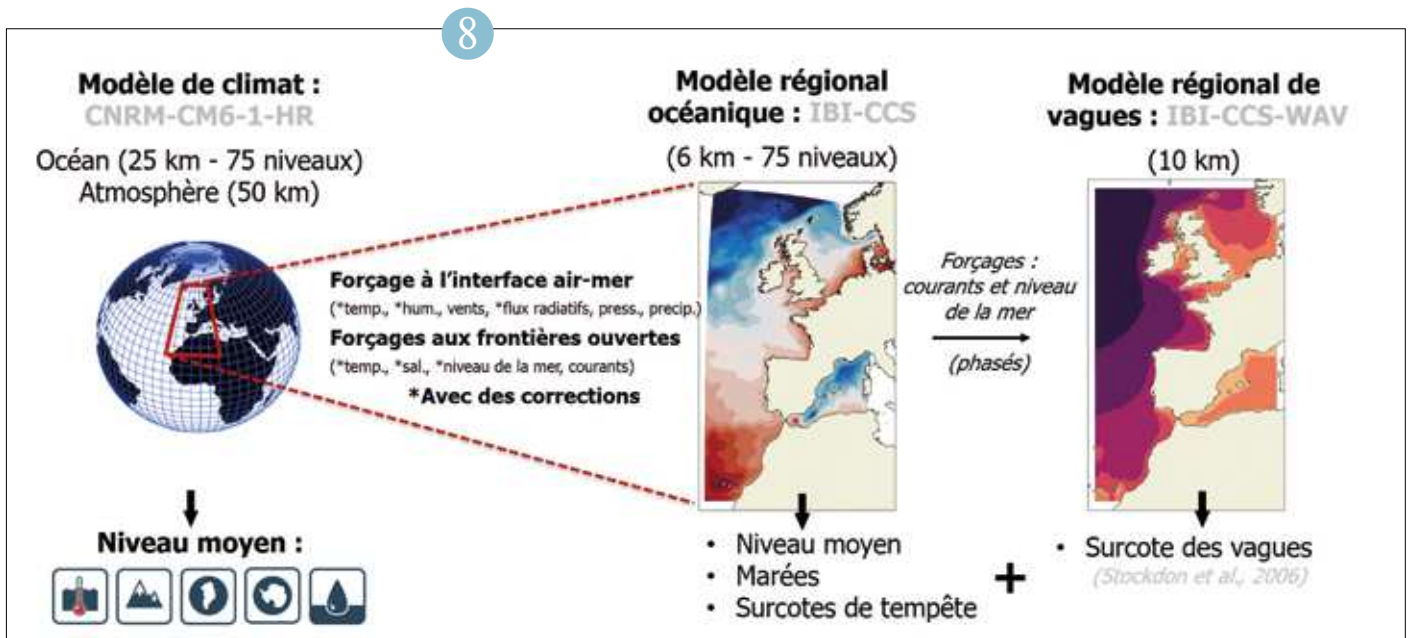 8
Modèle de climat :
CNRM-CM6-1-HR
Océan (25 km - 75 niveaux)
Atmosphère (50 km)
Forçage à l'interface air-mer
(*temp., *hum., vents, *flux radiatifs, press., precip.)
Forçages aux frontières ouvertes
(*temp., *sal., *niveau de la mer, courants)
*Avec des corrections
Niveau moyen :
Modèle régional
océanique : IBI-CCS
(6 km - 75 niveaux)
• Niveau moyen
• Marées
• Surcotes de tempête
Forçages :
courants et niveau
de la mer
(phasés)
+
Modèle régional de
vagues : IBI-CCS-WAV
(10 km)
• Surcote des vagues
(Stockdon et al., 2006)